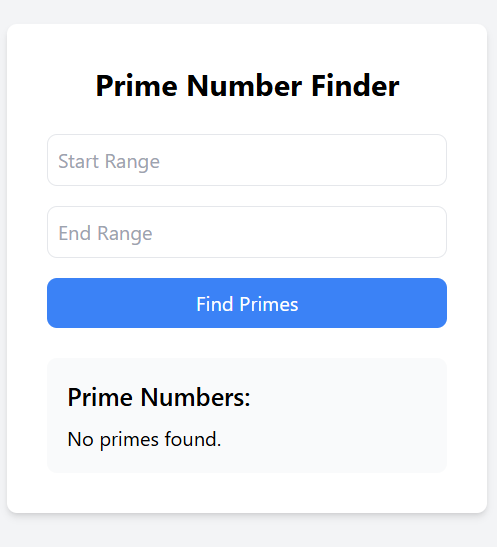 Prime Number Finder
Start Range
End Range
Find Primes
Prime Numbers:
No primes found.